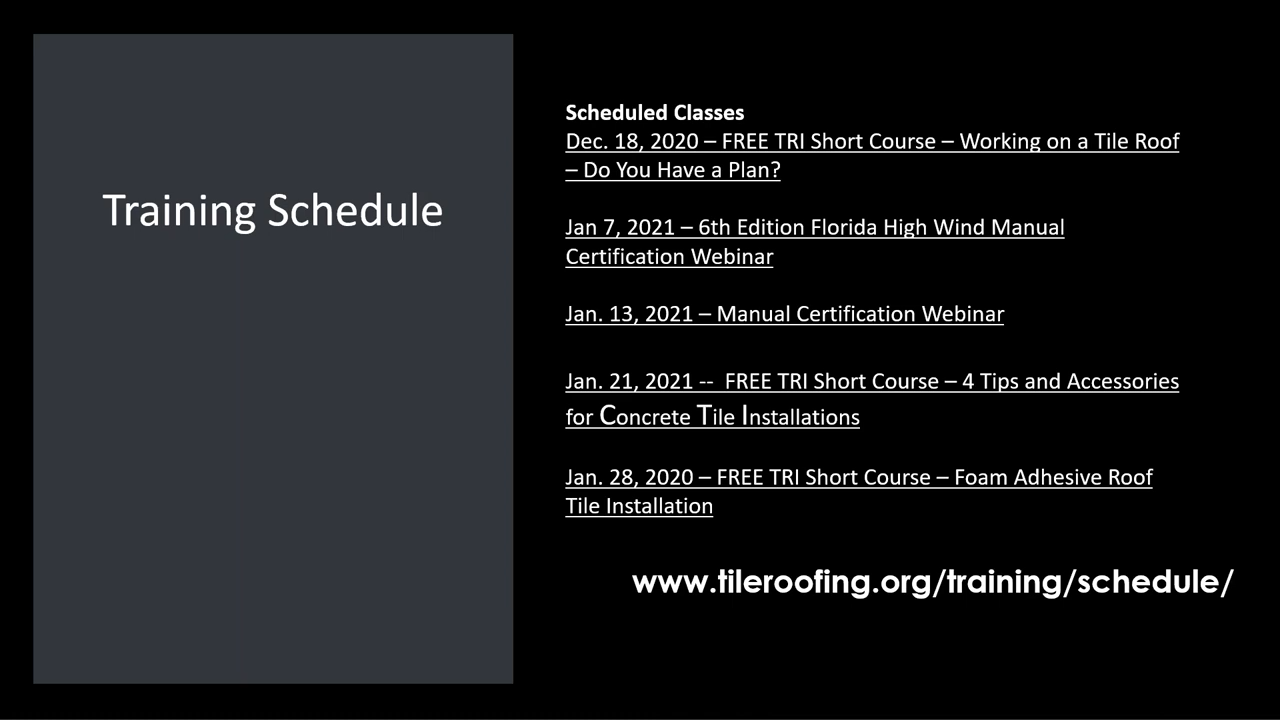 Training Schedule
Scheduled Classes
Dec. 18, 2020 – FREE TRI Short Course – Working on a Tile Roof
– Do You Have a Plan?
Jan 7, 2021 – 6th Edition Florida High Wind Manual
Certification Webinar
Jan. 13, 2021 – Manual Certification Webinar
Jan. 21, 2021 --  FREE TRI Short Course – 4 Tips and Accessories
for Concrete Tile Installations
Jan. 28, 2020 – FREE TRI Short Course – Foam Adhesive Roof
Tile Installation
www.tileroofing.org/training/schedule/